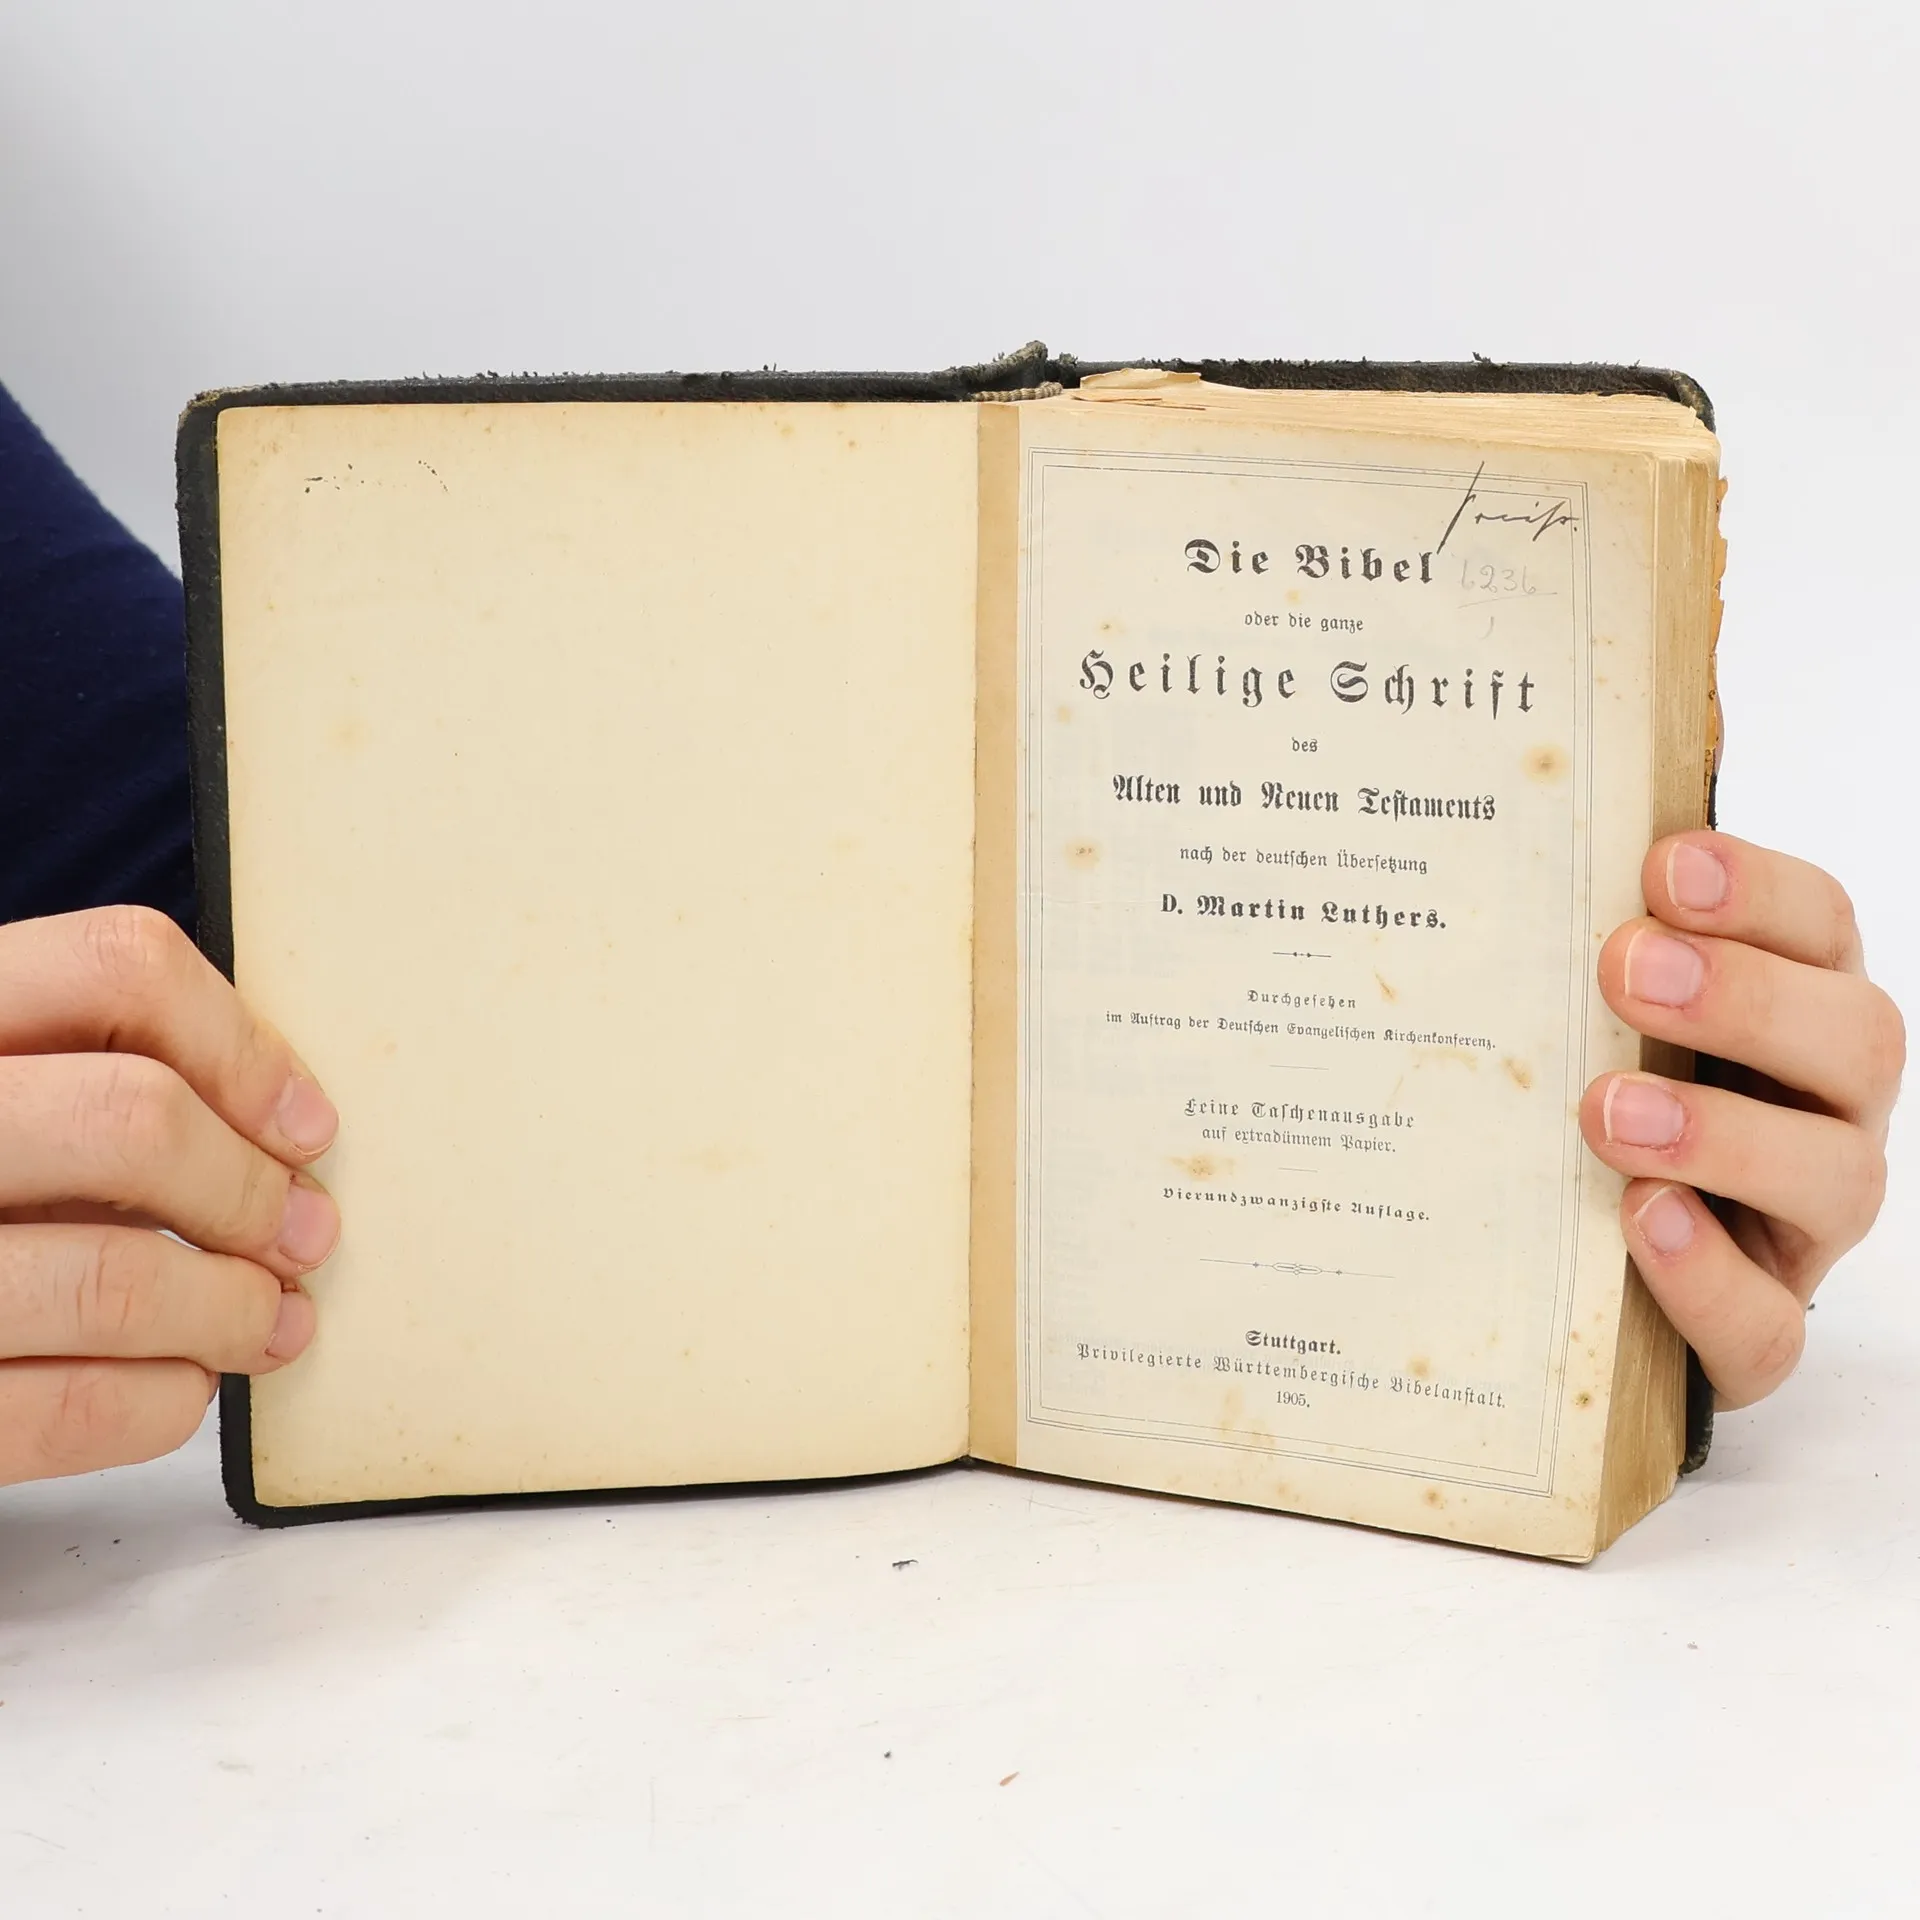 Die Bibel
6236
oder die ganze
Heilige Schrift
des
Alten und Neuen Testaments
nach der deutschen Übersetzung
D. Martin Luthers.
Durchgesehen
im Auftrag der Deutschen Evangelischen Kirchenkonferenz.
Feine Taschenausgabe
auf extradünnem Papier.
Vierundzwanzigste Auflage.
Stuttgart.
Privilegierte Württembergische Bibelanstalt.
1905.